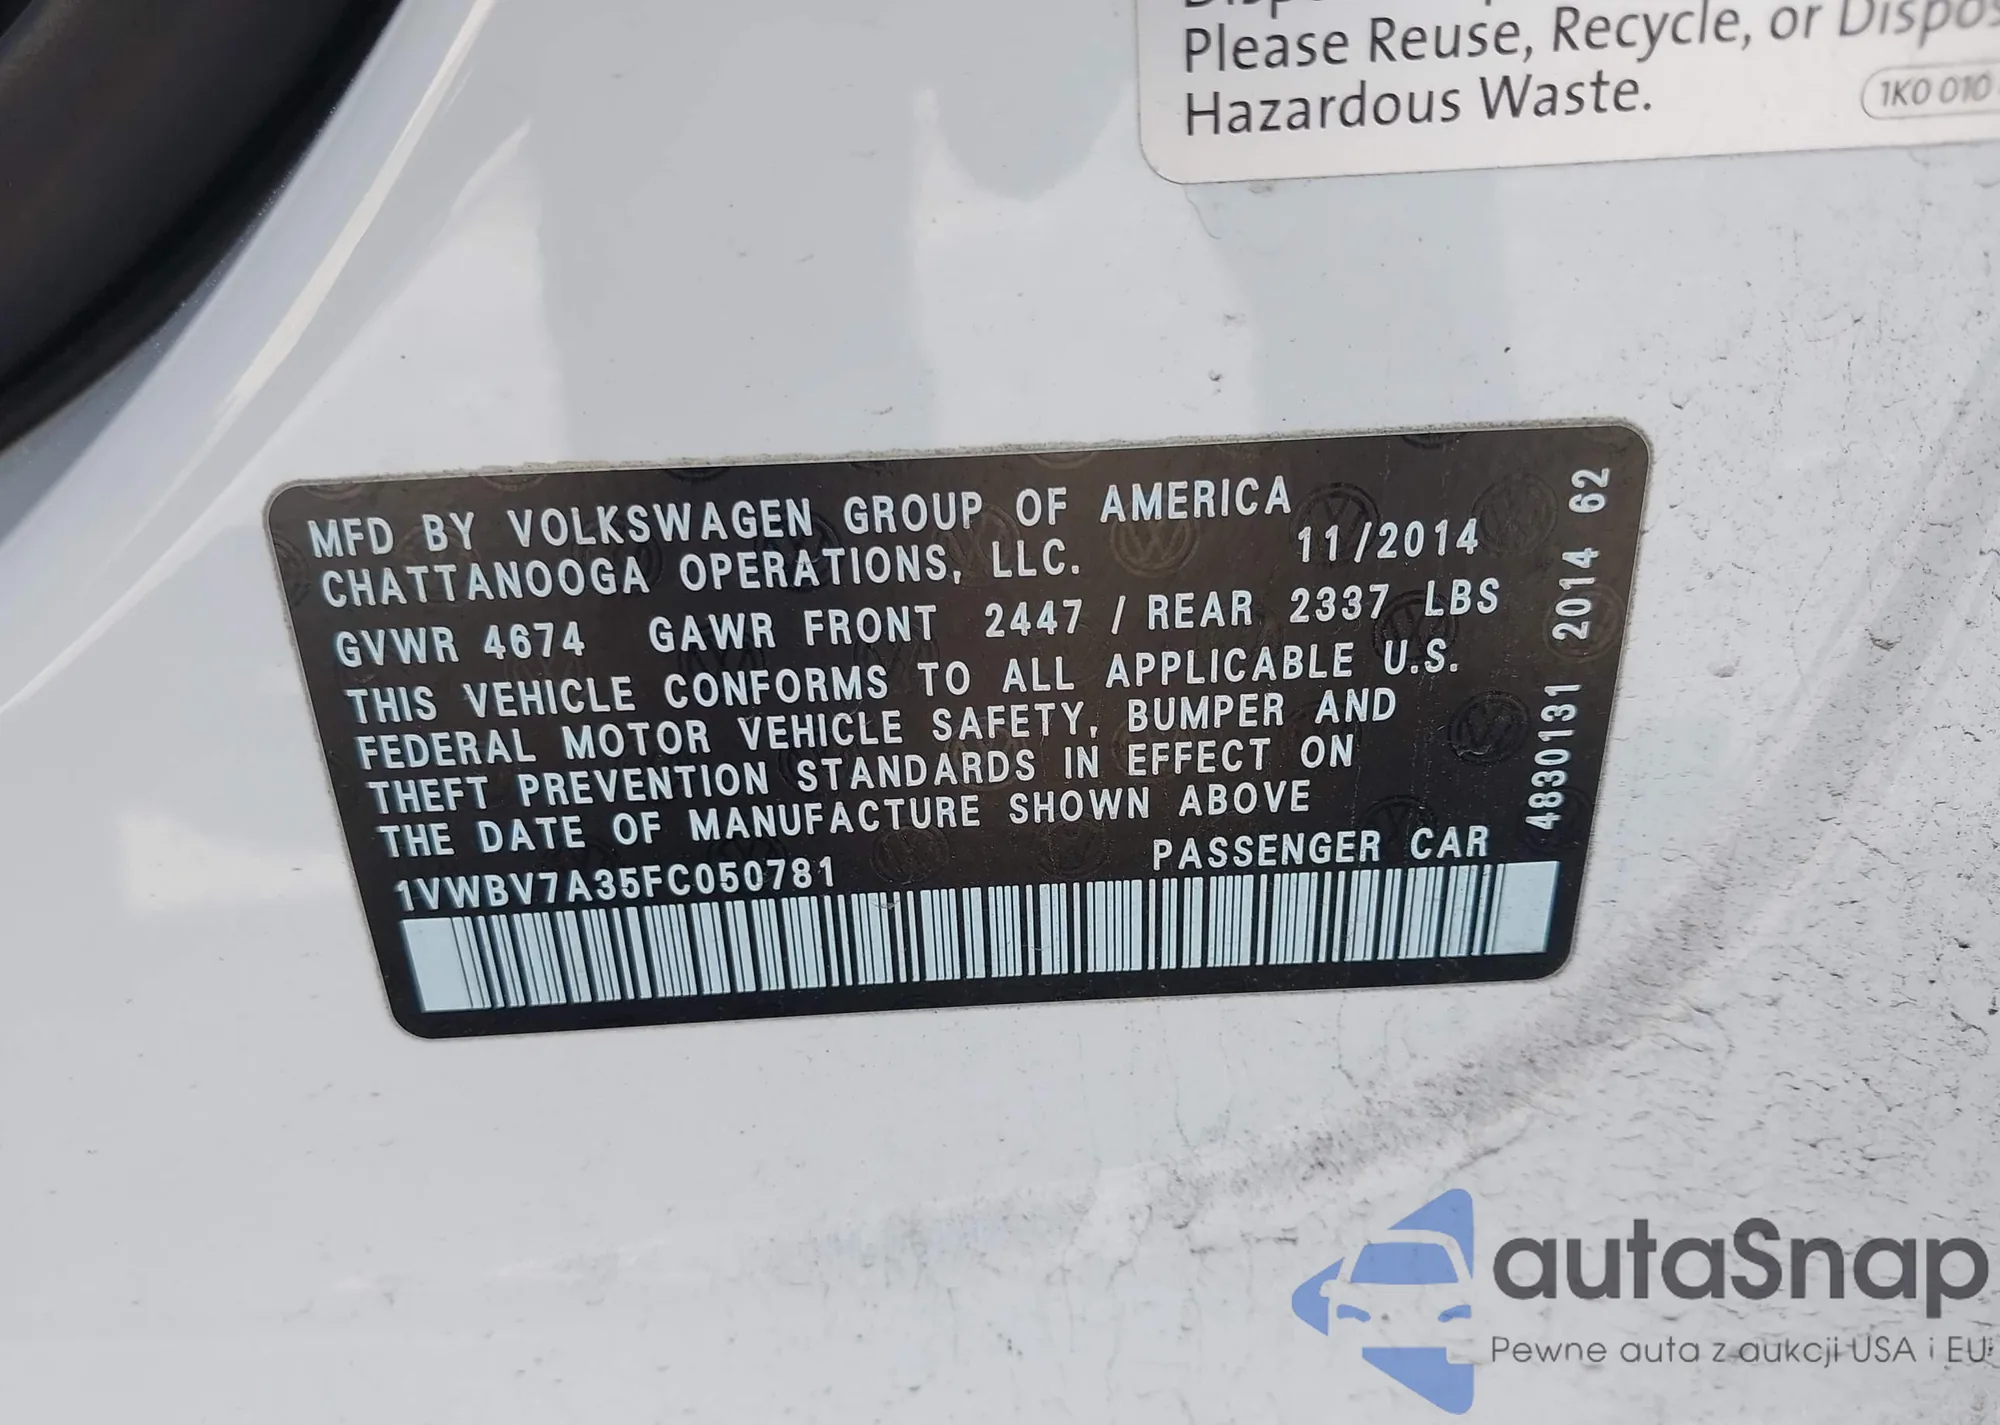 Please Reuse, Recycle, or Dispos
Hazardous Waste.
1K0 010
MFD BY VOLKSWAGEN GROUP OF AMERICA
CHATTANOOGA OPERATIONS, LLC. 11/2014
GVWR 4674 GAWR FRONT 2447 / REAR 2337 LBS
THIS VEHICLE CONFORMS TO ALL APPLICABLE U.S.
FEDERAL MOTOR VEHICLE SAFETY, BUMPER AND
THEFT PREVENTION STANDARDS IN EFFECT ON
THE DATE OF MANUFACTURE SHOWN ABOVE
1VWBV7A35FC050781 PASSENGER CAR
4830131 2014 62
autaSnap
Pewne auta z aukcji USA i EU